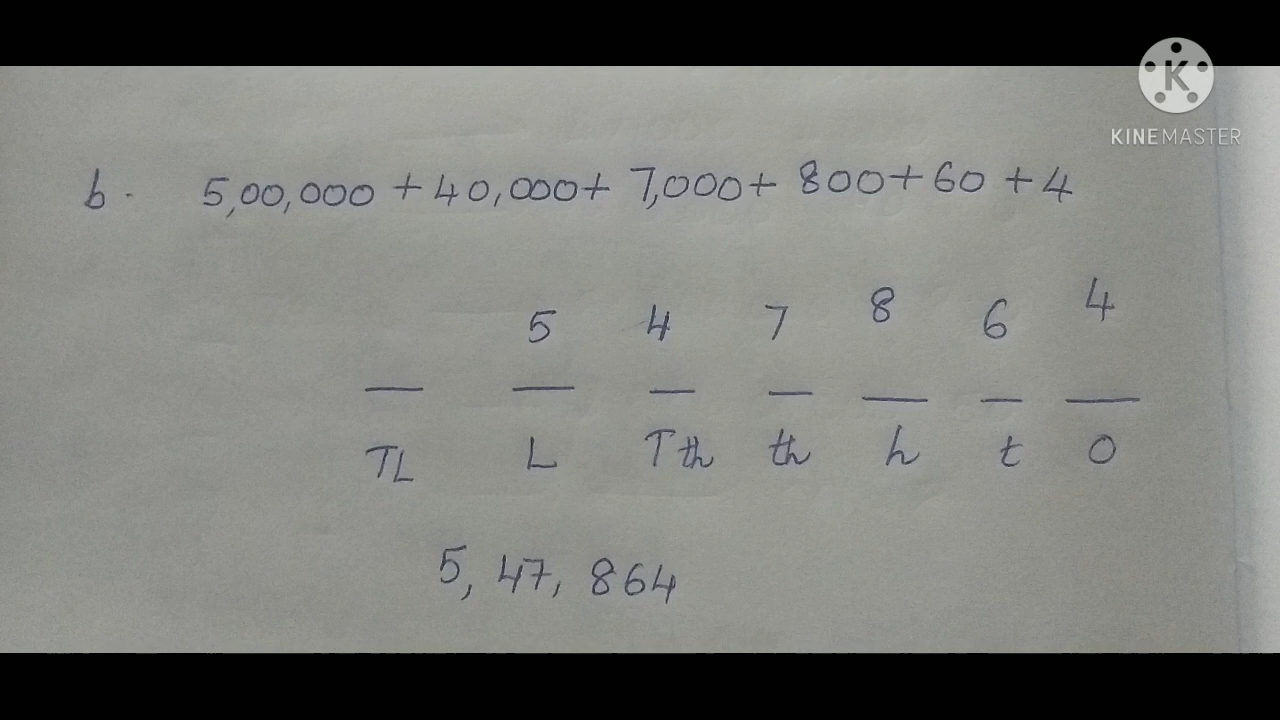 K
KINEMASTER
b. 5,00,000 + 40,000 + 7,000 + 800 + 60 + 4
5 4 7 8 6 4
TL L Tth th h t O
5, 47, 864